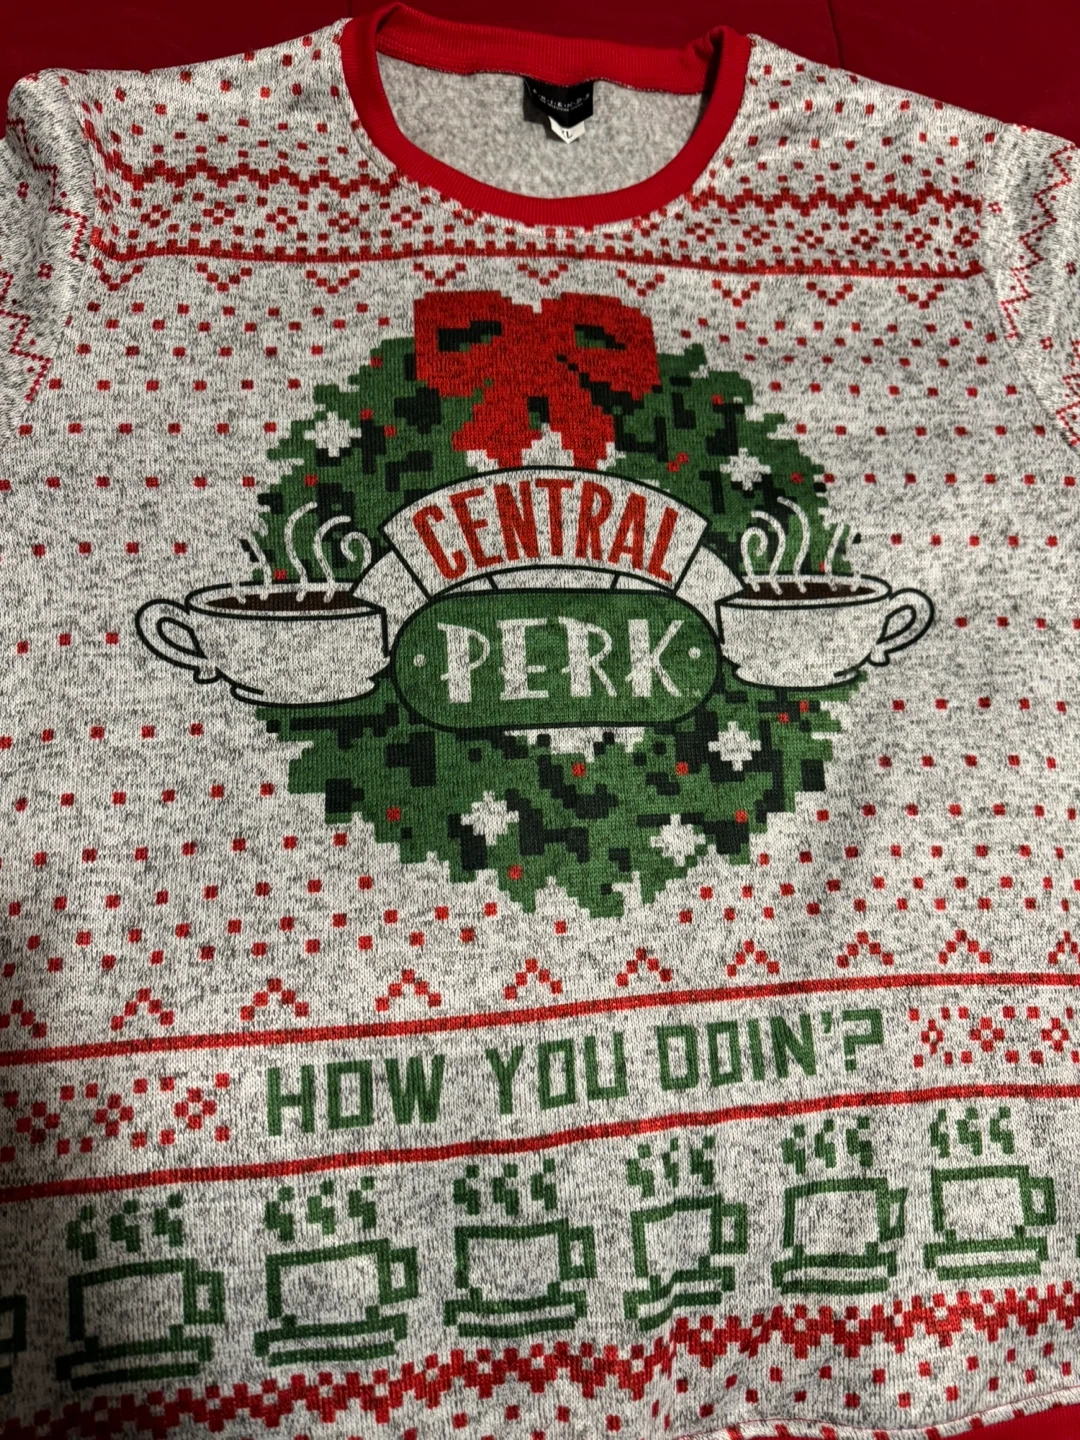 F·R·I·E·N·D·S
CENTRAL
PERK
HOW YOU DOIN'?